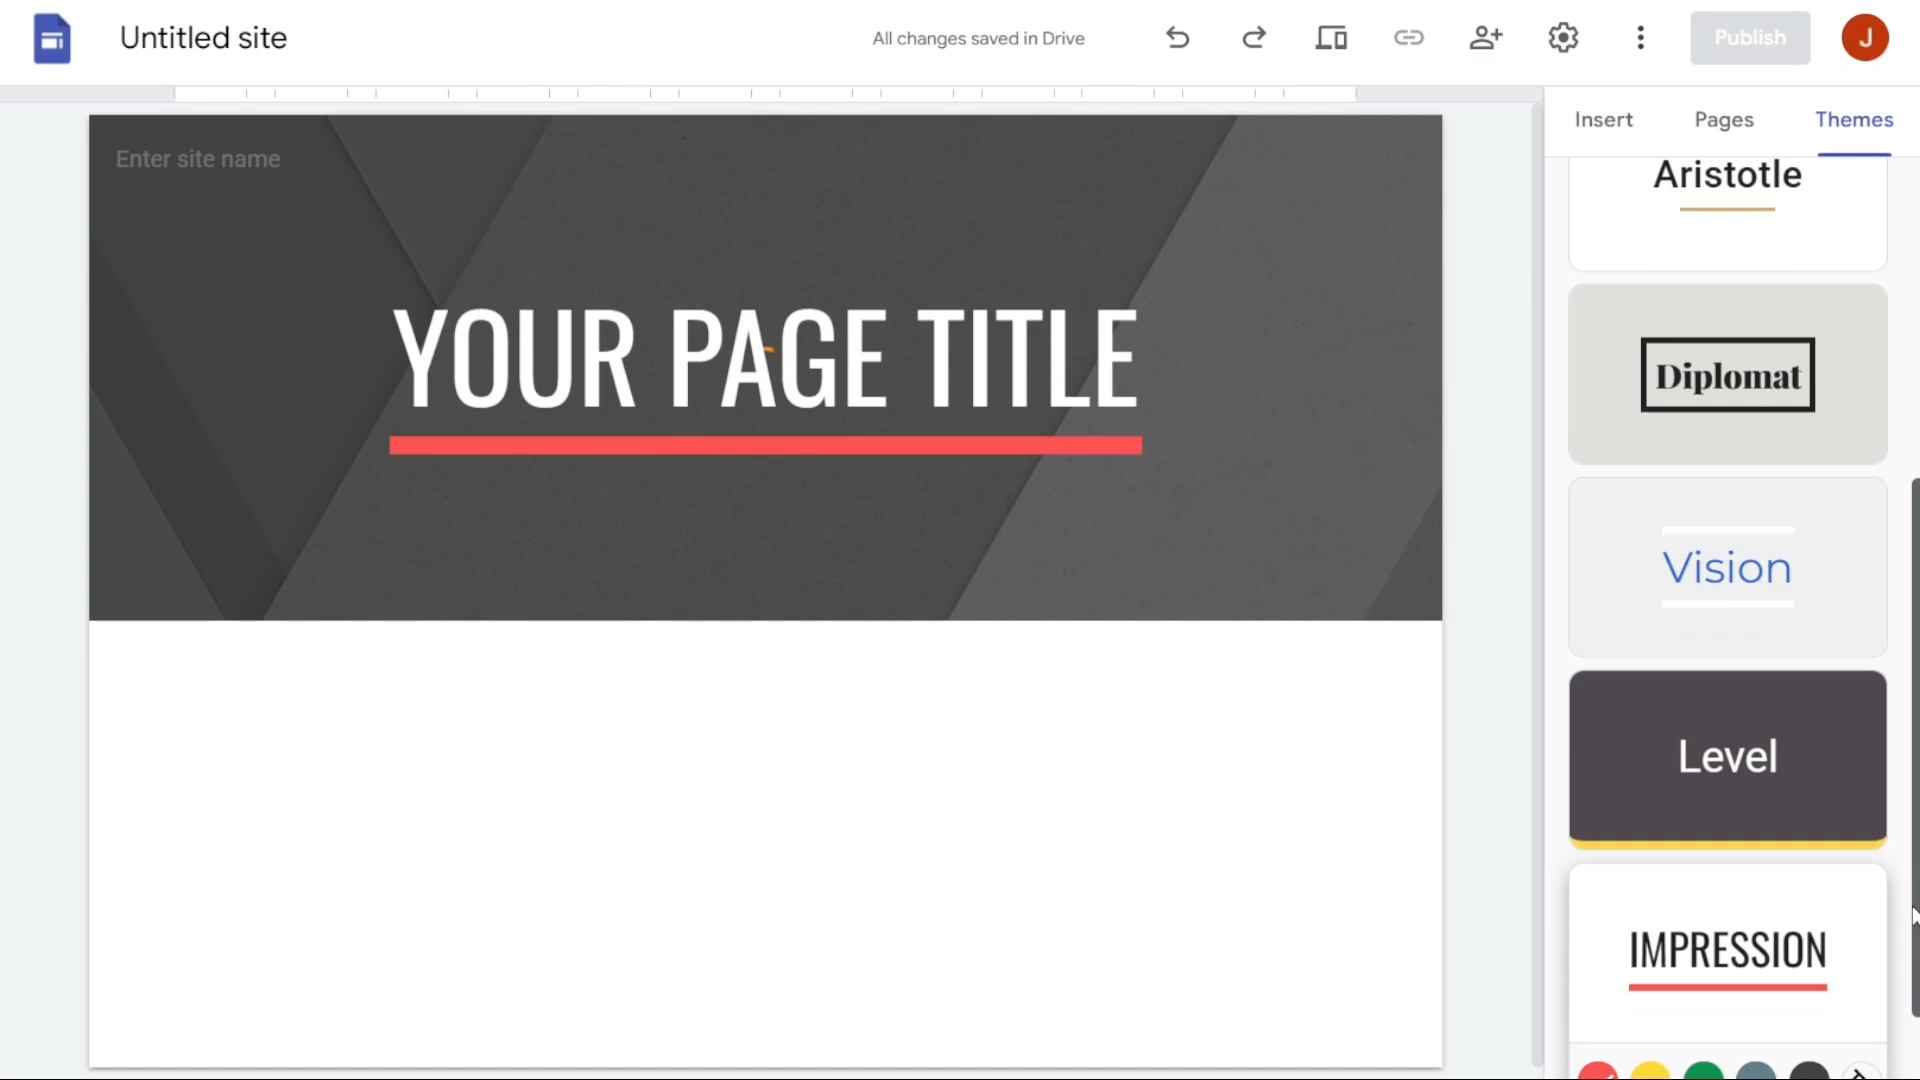 Untitled site
All changes saved in Drive
Publish
J
Insert
Pages
Themes
Enter site name
YOUR PAGE TITLE
Aristotle
Diplomat
Vision
Level
IMPRESSION